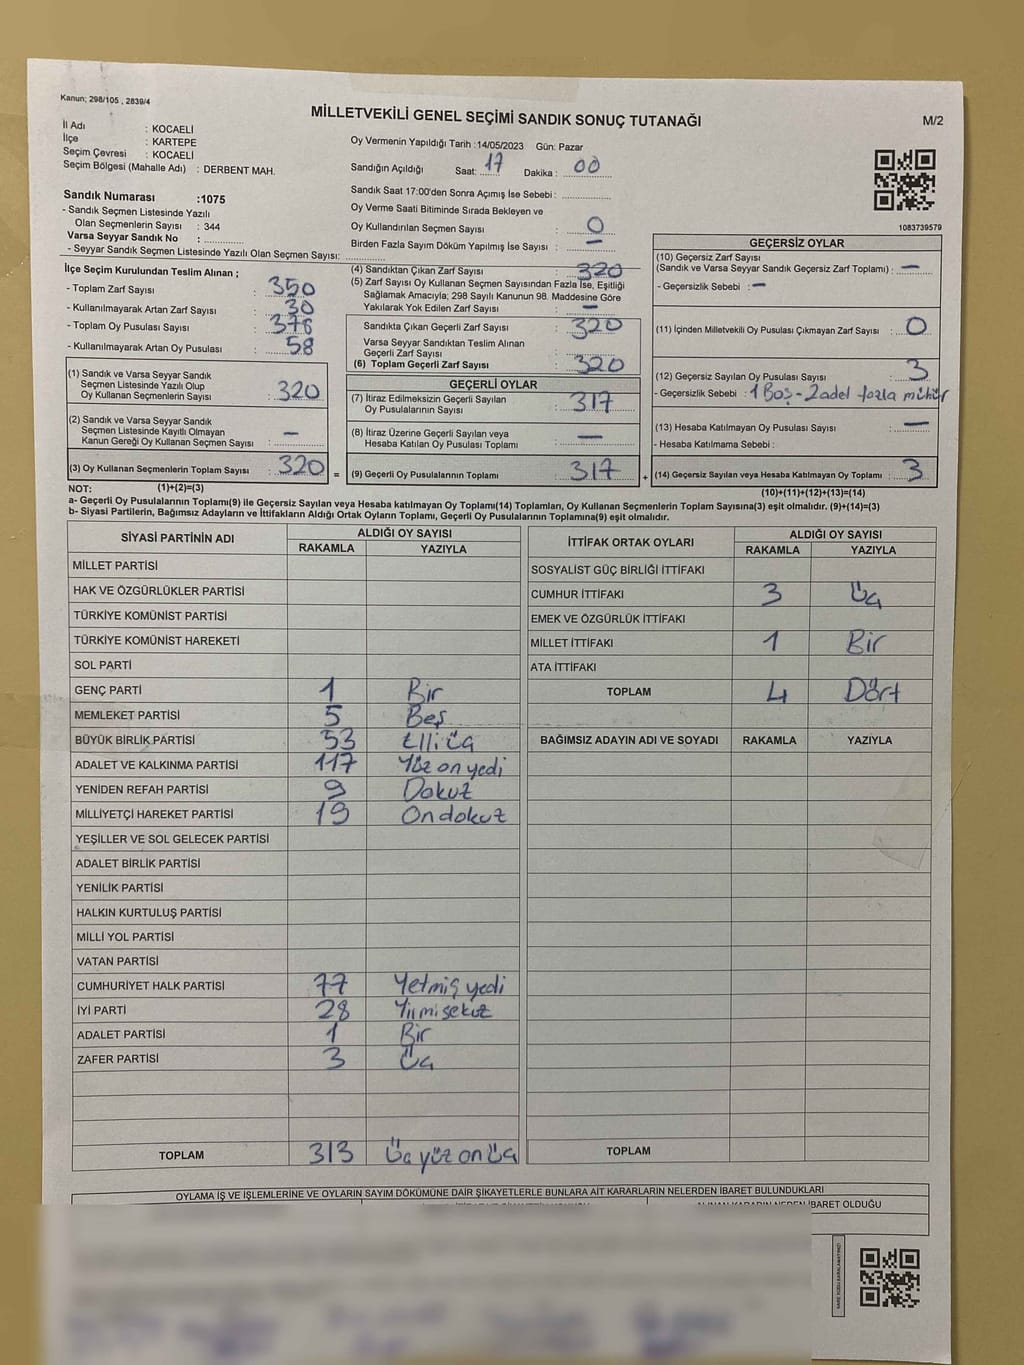 Kanun; 298/105 , 2839/4
MİLLETVEKİLİ GENEL SEÇİMİ SANDIK SONUÇ TUTANAĞI
M/2
İl Adı : KOCAELİ
İlçe : KARTEPE
Seçim Çevresi : KOCAELİ
Seçim Bölgesi (Mahalle Adı) : DERBENT MAH.
Oy Vermenin Yapıldığı Tarih :14/05/2023 Gün: Pazar
Sandığın Açıldığı Saat: 17 Dakika : 00
Sandık Saat 17:00'den Sonra Açımış İse Sebebi :
Oy Verme Saati Bitiminde Sırada Bekleyen ve
Oy Kullandırılan Seçmen Sayısı : 0
Birden Fazla Sayım Döküm Yapılmış İse Sayısı : —
1083739579
Sandık Numarası :1075
- Sandık Seçmen Listesinde Yazılı
Olan Seçmenlerin Sayısı : 344
Varsa Seyyar Sandık No :
- Seyyar Sandık Seçmen Listesinde Yazılı Olan Seçmen Sayısı:
İlçe Seçim Kurulundan Teslim Alınan ;
- Toplam Zarf Sayısı : 350
- Kullanılmayarak Artan Zarf Sayısı : 30
- Toplam Oy Pusulası Sayısı : 378
- Kullanılmayarak Artan Oy Pusulası : 58
(1) Sandık ve Varsa Seyyar Sandık
Seçmen Listesinde Yazılı Olup
Oy Kullanan Seçmenlerin Sayısı : 320
(2) Sandık ve Varsa Seyyar Sandık
Seçmen Listesinde Kayıtlı Olmayan
Kanun Gereği Oy Kullanan Seçmen Sayısı : —
(3) Oy Kullanan Seçmenlerin Toplam Sayısı : 320 =
(4) Sandıktan Çıkan Zarf Sayısı : 320
(5) Zarf Sayısı Oy Kullanan Seçmen Sayısından Fazla İse, Eşitliği
Sağlamak Amacıyla; 298 Sayılı Kanunun 98. Maddesine Göre
Yakılarak Yok Edilen Zarf Sayısı : —
Sandıkta Çıkan Geçerli Zarf Sayısı : 320
Varsa Seyyar Sandıktan Teslim Alınan
Geçerli Zarf Sayısı :
(6) Toplam Geçerli Zarf Sayısı : 320
GEÇERLİ OYLAR
(7) İtiraz Edilmeksizin Geçerli Sayılan
Oy Pusulalarının Sayısı : 317
(8) İtiraz Üzerine Geçerli Sayılan veya
Hesaba Katılan Oy Pusulası Toplamı : —
(9) Geçerli Oy Pusulalarının Toplamı : 317 +
GEÇERSİZ OYLAR
(10) Geçersiz Zarf Sayısı
(Sandık ve Varsa Seyyar Sandık Geçersiz Zarf Toplamı) : —
- Geçersizlik Sebebi : —
(11) İçinden Milletvekili Oy Pusulası Çıkmayan Zarf Sayısı : 0
(12) Geçersiz Sayılan Oy Pusulası Sayısı : 3
- Geçersizlik Sebebi : 1 Boş - 2 adel fazla mühür
(13) Hesaba Katılmayan Oy Pusulası Sayısı : —
- Hesaba Katılmama Sebebi :
(14) Geçersiz Sayılan veya Hesaba Katılmayan Oy Toplamı : 3
NOT: (1)+(2)=(3)
(10)+(11)+(12)+(13)=(14)
a- Geçerli Oy Pusulalarının Toplamı(9) ile Geçersiz Sayılan veya Hesaba katılmayan Oy Toplamı(14) Toplamları, Oy Kullanan Seçmenlerin Toplam Sayısına(3) eşit olmalıdır. (9)+(14)=(3)
b- Siyasi Partilerin, Bağımsız Adayların ve İttifakların Aldığı Ortak Oyların Toplamı, Geçerli Oy Pusulalarının Toplamına(9) eşit olmalıdır.
SİYASİ PARTİNİN ADI ALDIĞI OY SAYISI
RAKAMLA YAZIYLA
MİLLET PARTİSİ
HAK VE ÖZGÜRLÜKLER PARTİSİ
TÜRKİYE KOMÜNİST PARTİSİ
TÜRKİYE KOMÜNİST HAREKETİ
SOL PARTİ
GENÇ PARTİ 1 Bir
MEMLEKET PARTİSİ 5 Beş
BÜYÜK BİRLİK PARTİSİ 53 Elli üç
ADALET VE KALKINMA PARTİSİ 117 Yüz on yedi
YENİDEN REFAH PARTİSİ 9 Dokuz
MİLLİYETÇİ HAREKET PARTİSİ 19 Ondokuz
YEŞİLLER VE SOL GELECEK PARTİSİ
ADALET BİRLİK PARTİSİ
YENİLİK PARTİSİ
HALKIN KURTULUŞ PARTİSİ
MİLLİ YOL PARTİSİ
VATAN PARTİSİ
CUMHURİYET HALK PARTİSİ 77 Yetmiş yedi
İYİ PARTİ 28 Yirmisekiz
ADALET PARTİSİ 1 Bir
ZAFER PARTİSİ 3 Üç
TOPLAM 313 Üç yüz on üç
İTTİFAK ORTAK OYLARI ALDIĞI OY SAYISI
RAKAMLA YAZIYLA
SOSYALİST GÜÇ BİRLİĞİ İTTİFAKI
CUMHUR İTTİFAKI 3 Üç
EMEK VE ÖZGÜRLÜK İTTİFAKI
MİLLET İTTİFAKI 1 Bir
ATA İTTİFAKI
TOPLAM 4 Dört
BAĞIMSIZ ADAYIN ADI VE SOYADI RAKAMLA YAZIYLA
TOPLAM
OYLAMA İŞ VE İŞLEMLERİNE VE OYLARIN SAYIM DÖKÜMÜNE DAİR ŞİKAYETLERLE BUNLARA AİT KARARLARIN NELERDEN İBARET BULUNDUKLARI
ALINAN KARARIN NEDEN İBARET OLDUĞU